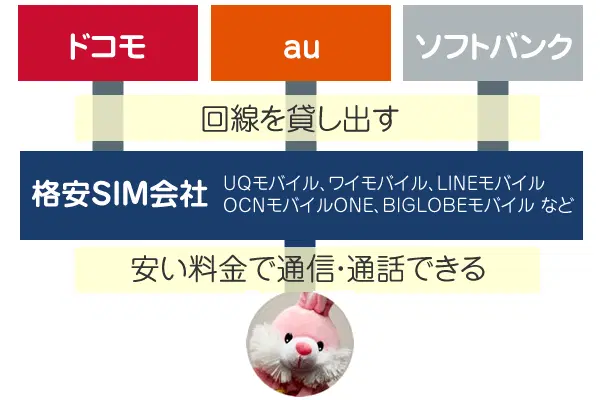 ドコモ
au
ソフトバンク
回線を貸し出す
格安SIM会社
UQモバイル、ワイモバイル、LINEモバイル
OCNモバイルONE、BIGLOBEモバイル など
安い料金で通信・通話できる